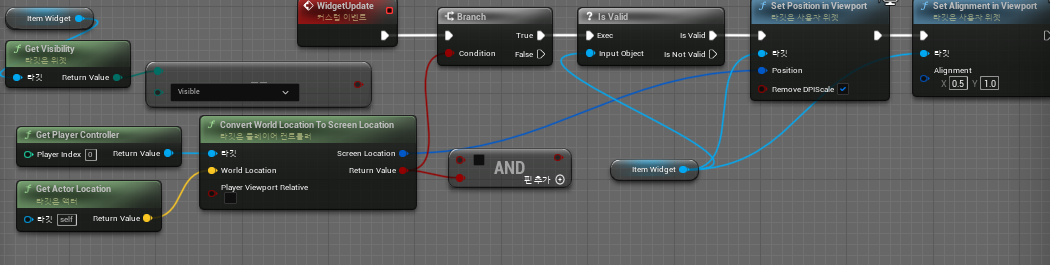 Item Widget
Get Visibility
타깃은 위젯
타깃
Return Value
==
Visible
Get Player Controller
Player Index 0
Return Value
Get Actor Location
타깃은 액터
타깃 self
Return Value
Convert World Location To Screen Location
타깃은 플레이어 컨트롤러
타깃
Screen Location
World Location
Return Value
Player Viewport Relative
WidgetUpdate
커스텀 이벤트
Branch
True
Condition
False
AND
핀 추가
Is Valid
Exec
Is Valid
Input Object
Is Not Valid
Item Widget
Set Position in Viewport
타깃은 사용자 위젯
타깃
Position
Remove DPIScale
Set Alignment in Viewport
타깃은 사용자 위젯
타깃
Alignment
X 0.5 Y 1.0